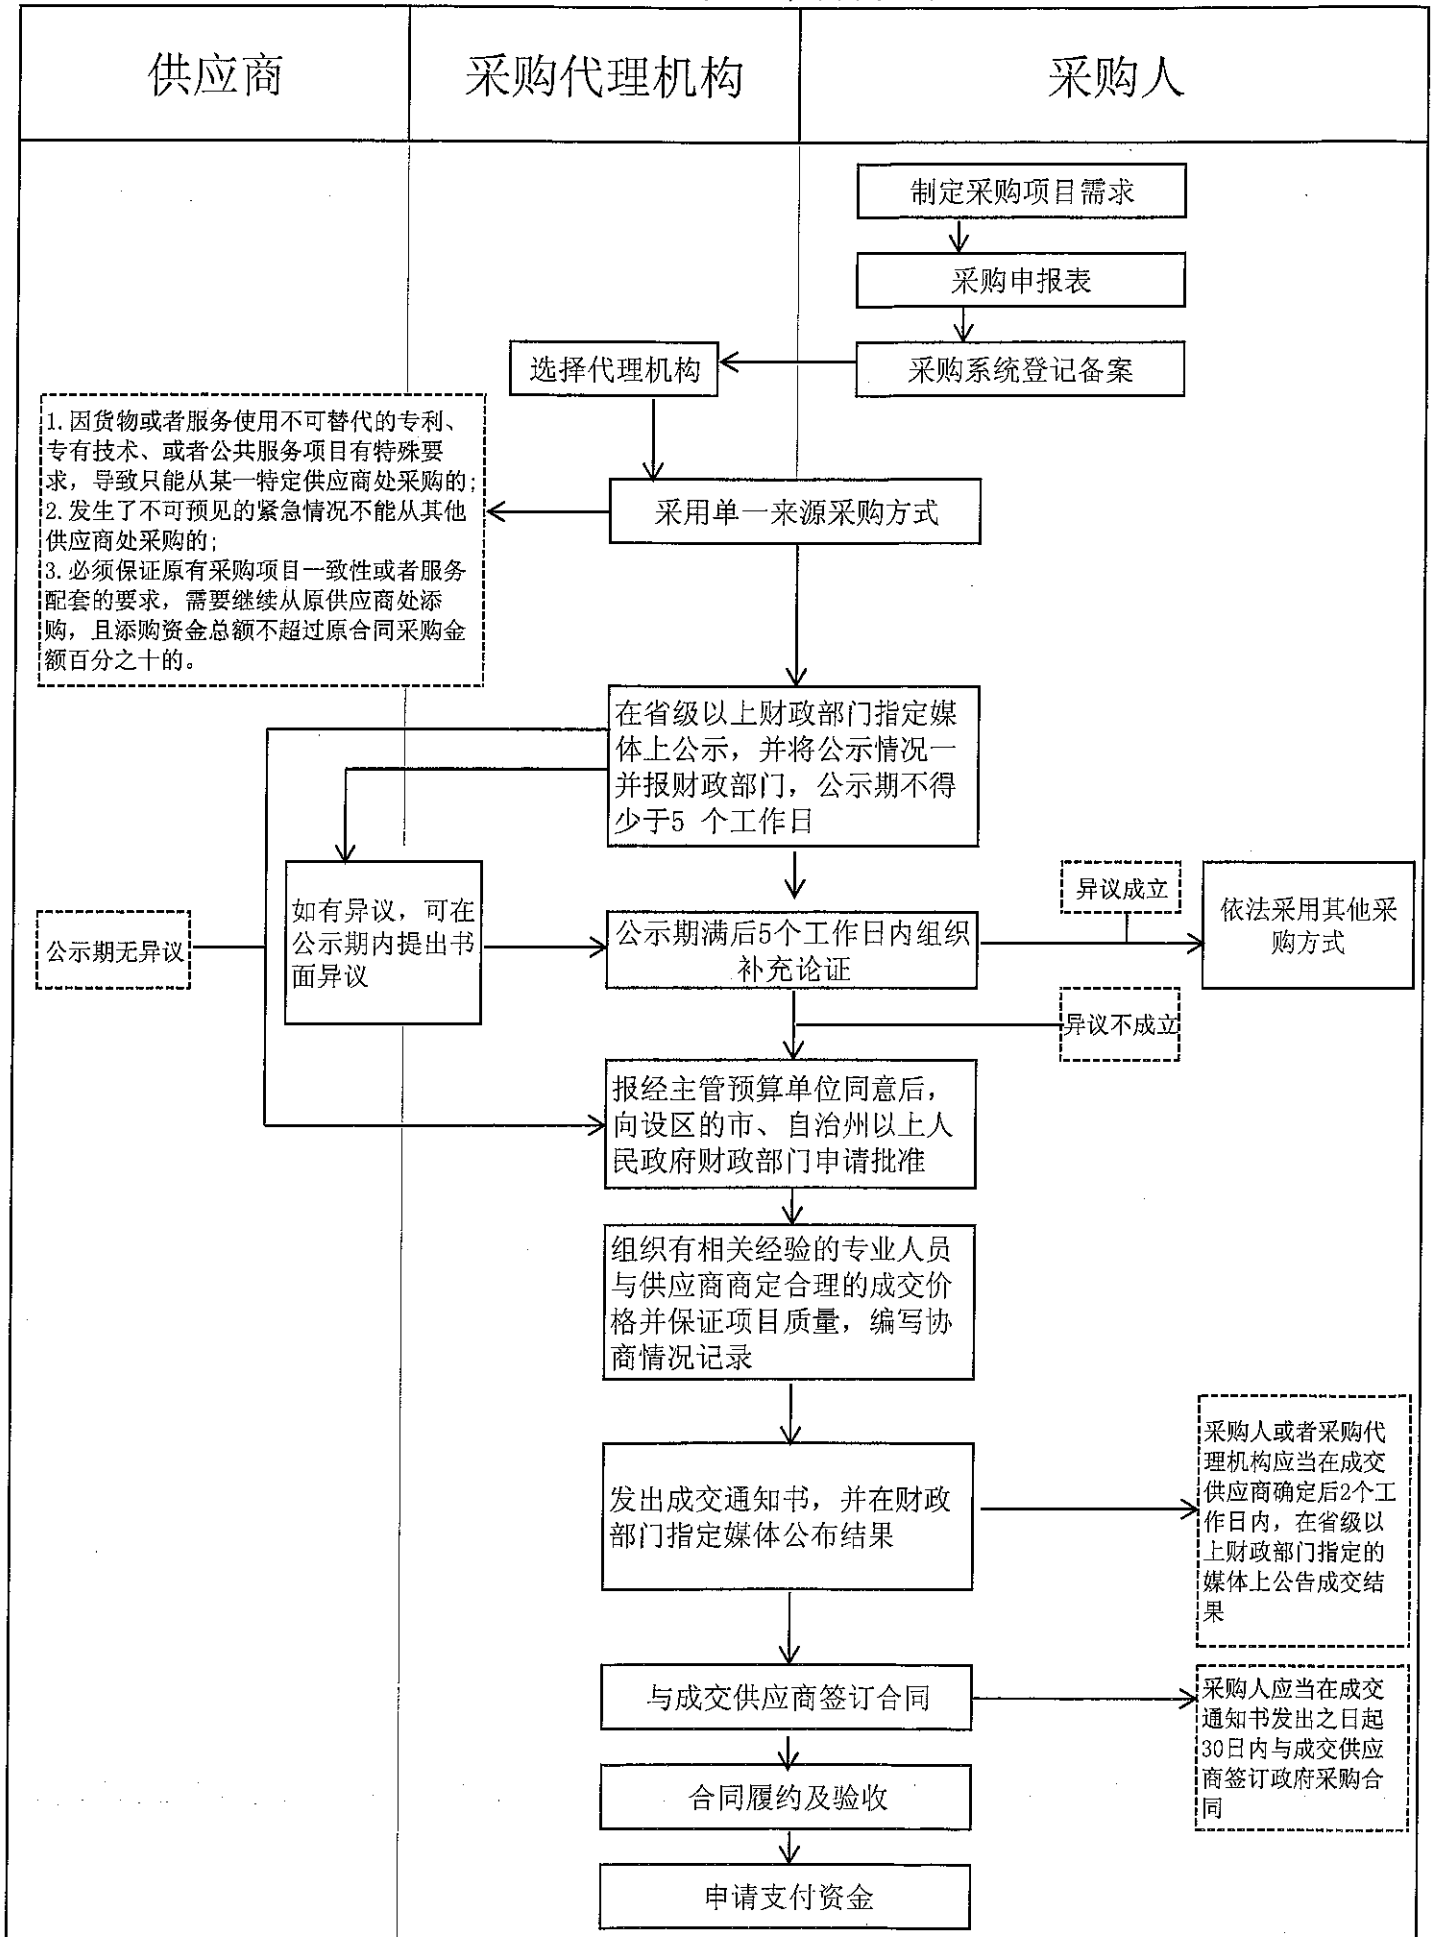 供应商
采购代理机构
采购人
制定采购项目需求
采购申报表
采购系统登记备案
选择代理机构
采用单一来源采购方式
1.因货物或者服务使用不可替代的专利、
专有技术、或者公共服务项目有特殊要
求，导致只能从某一特定供应商处采购的;
2.发生了不可预见的紧急情况不能从其他
供应商处采购的;
3.必须保证原有采购项目一致性或者服务
配套的要求，需要继续从原供应商处添
购，且添购资金总额不超过原合同采购金
额百分之十的。
在省级以上财政部门指定媒
体上公示，并将公示情况一
并报财政部门，公示期不得
少于5 个工作日
公示期无异议
如有异议，可在
公示期内提出书
面异议
公示期满后5个工作日内组织
补充论证
异议成立
依法采用其他采
购方式
异议不成立
报经主管预算单位同意后，
向设区的市、自治州以上人
民政府财政部门申请批准
组织有相关经验的专业人员
与供应商商定合理的成交价
格并保证项目质量，编写协
商情况记录
发出成交通知书，并在财政
部门指定媒体公布结果
采购人或者采购代
理机构应当在成交
供应商确定后2个工
作日内，在省级以
上财政部门指定的
媒体上公告成交结
果
与成交供应商签订合同
采购人应当在成交
通知书发出之日起
30日内与成交供应
商签订政府采购合
同
合同履约及验收
申请支付资金